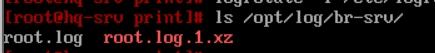 [root@hq-srv print]# ls /opt/log/br-srv/
root.log root.log.1.xz